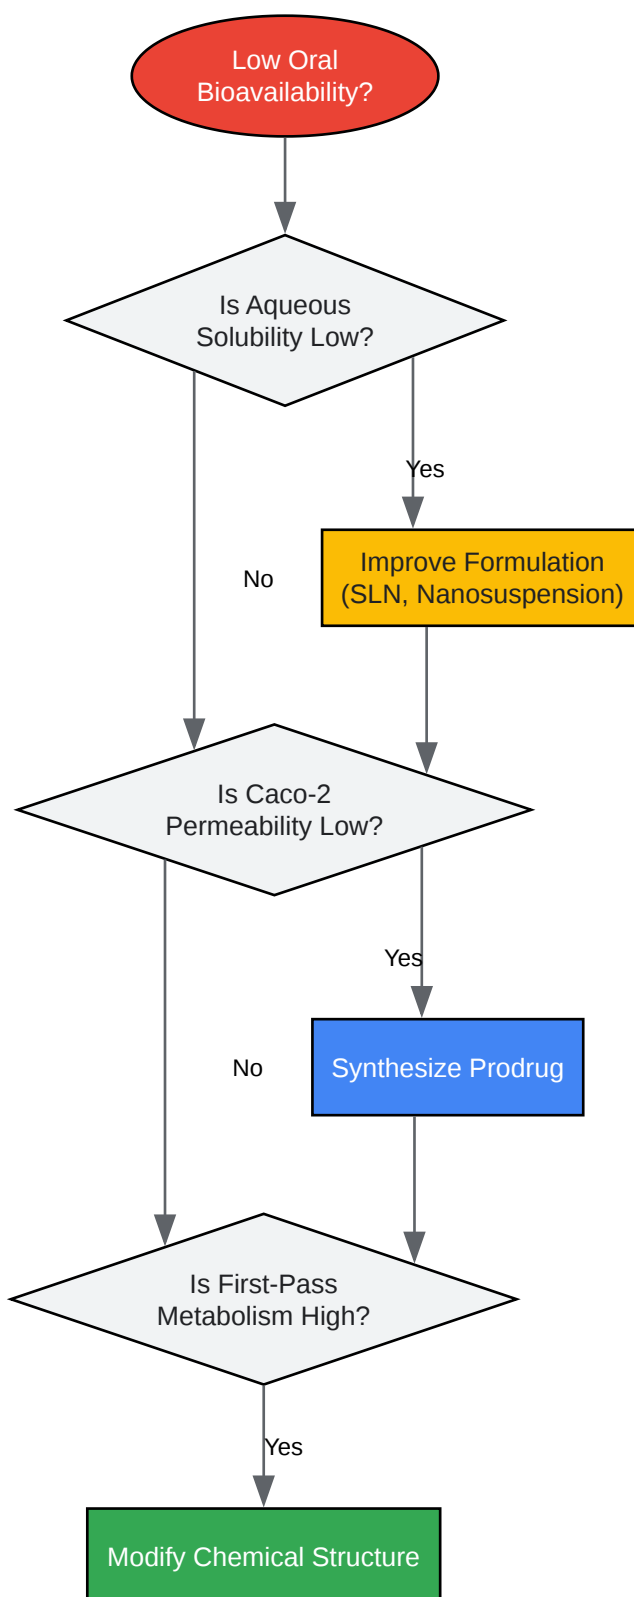 Low Oral
Bioavailability?
Is Aqueous
Solubility Low?
Yes
Improve Formulation
(SLN, Nanosuspension)
No
Is Caco-2
Permeability Low?
Yes
Synthesize Prodrug
No
Is First-Pass
Metabolism High?
Yes
Modify Chemical Structure